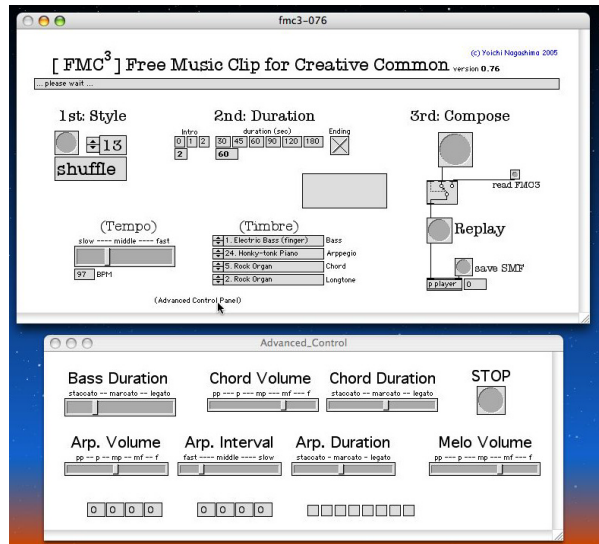 fmc3-076
(c) Yoichi Nagashima 2005
[ FMC3 ] Free Music Clip for Creative Common version 0.76
... please wait ...
1st: Style
2nd: Duration
3rd: Compose
Intro
duration (sec)
Ending
13
0 1 2
30 45 60 90 120 180
2
60
shuffle
read FMC3
(Tempo)
(Timbre)
Replay
slow ---- middle ---- fast
1. Electric Bass (finger) Bass
24. Honky-tonk Piano Arppegio
5. Rock Organ Chord
2. Rock Organ Longtone
97 BPM
save SMF
p player 0
(Advanced Control Panel)
Advanced_Control
Bass Duration
Chord Volume
Chord Duration
STOP
staccato -- marcato -- legato
pp --- p --- mp --- mf --- f
staccato -- marcato -- legato
Arp. Volume
Arp. Interval
Arp. Duration
Melo Volume
pp -- p -- mp -- mf -- f
fast ---- middle ---- slow
staccato - marcato - legato
pp --- p --- mp --- mf --- f
0 0 0 0
0 0 0 0